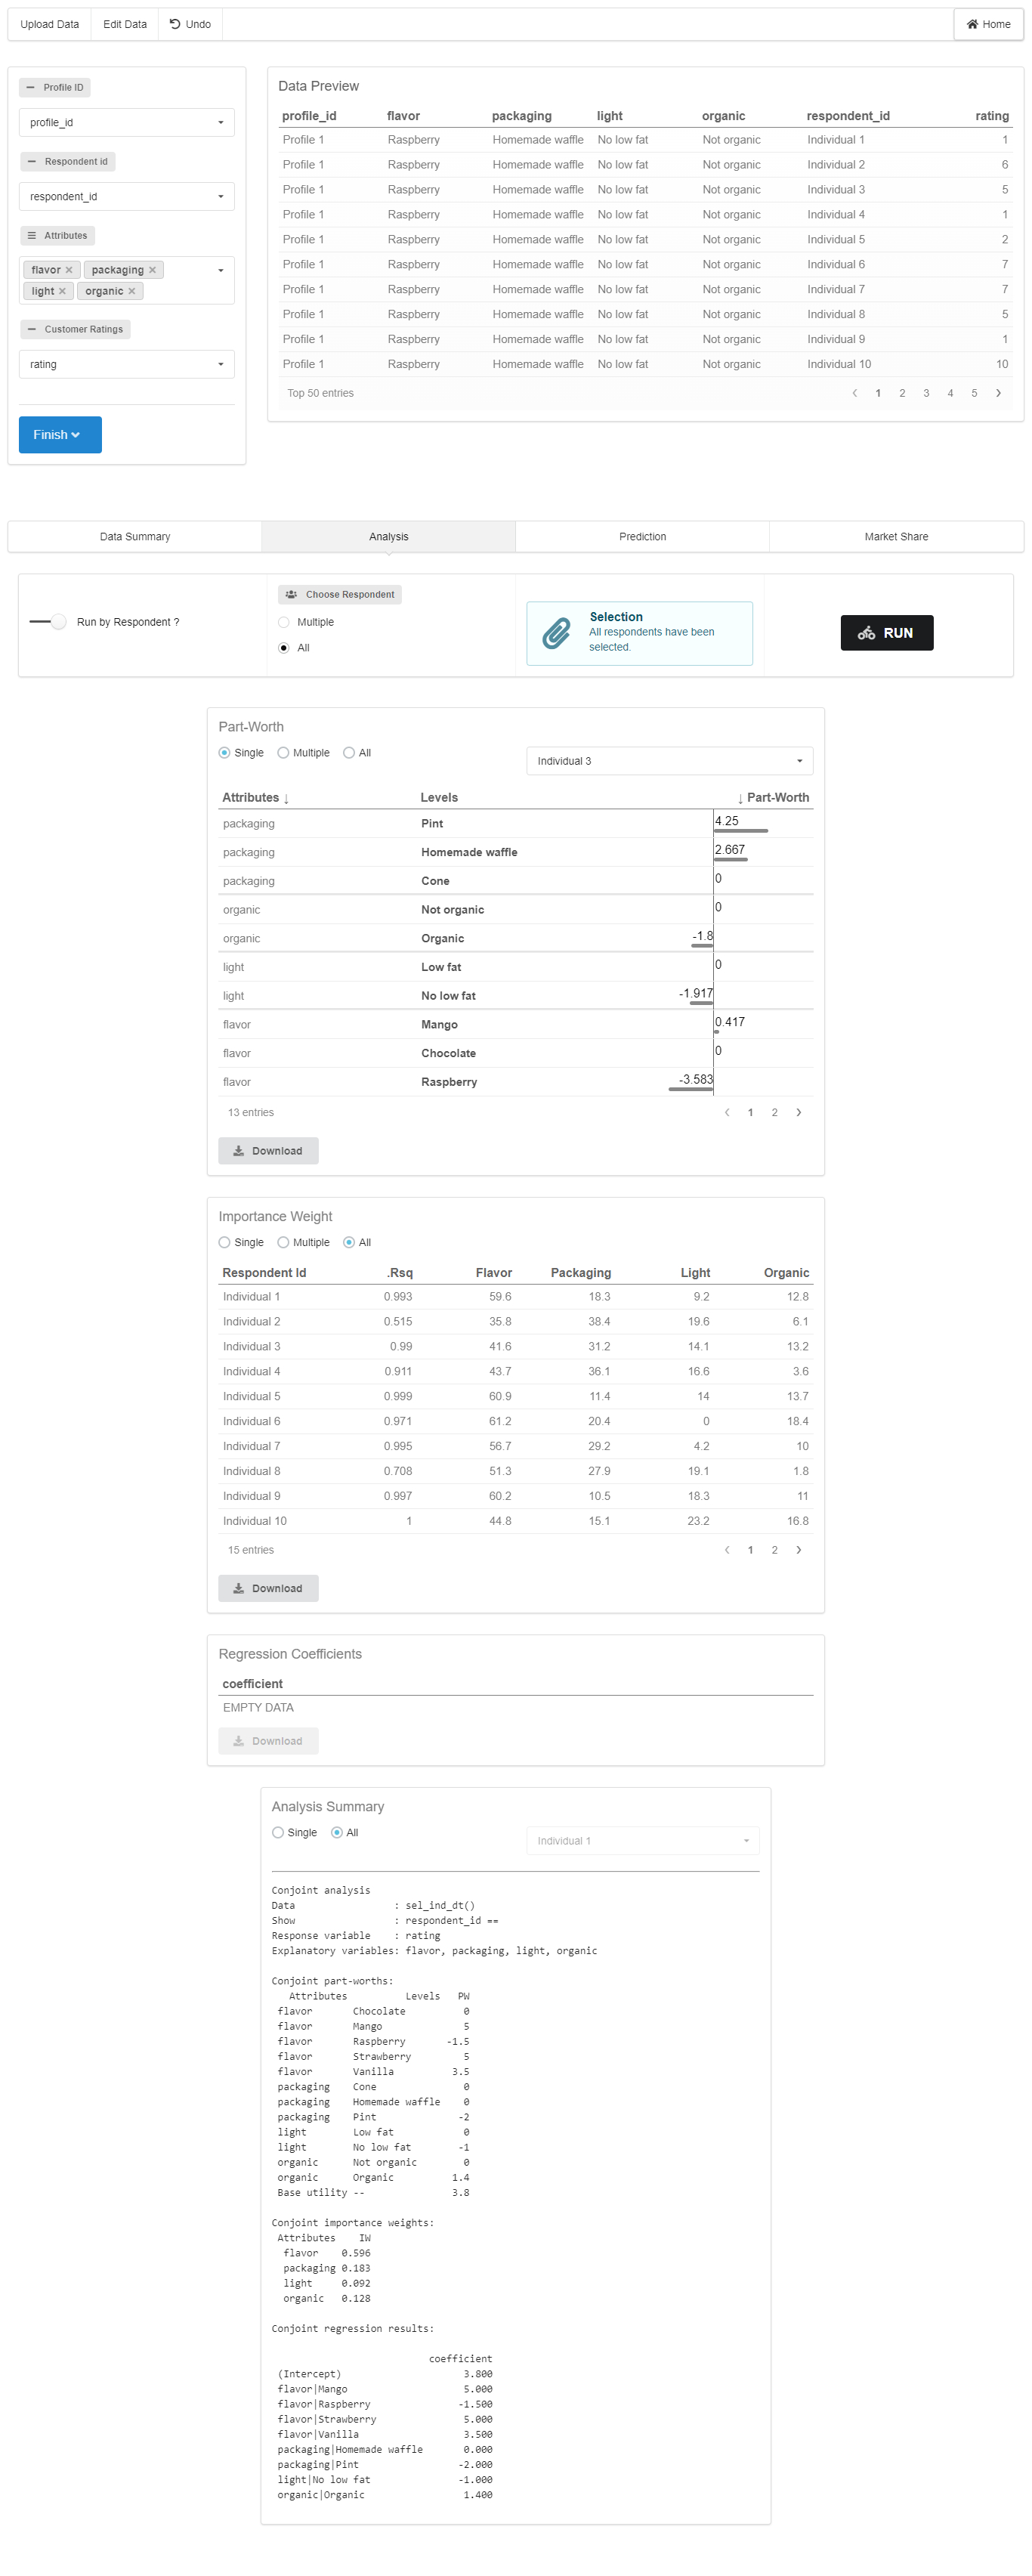 Upload Data Edit Data Undo Home
Profile ID
profile_id
Respondent id
respondent_id
Attributes
flavor packaging
light organic
Customer Ratings
rating
Finish
Data Preview
profile_id flavor packaging light organic respondent_id rating
Profile 1 Raspberry Homemade waffle No low fat Not organic Individual 1 1
Profile 1 Raspberry Homemade waffle No low fat Not organic Individual 2 6
Profile 1 Raspberry Homemade waffle No low fat Not organic Individual 3 5
Profile 1 Raspberry Homemade waffle No low fat Not organic Individual 4 1
Profile 1 Raspberry Homemade waffle No low fat Not organic Individual 5 2
Profile 1 Raspberry Homemade waffle No low fat Not organic Individual 6 7
Profile 1 Raspberry Homemade waffle No low fat Not organic Individual 7 7
Profile 1 Raspberry Homemade waffle No low fat Not organic Individual 8 5
Profile 1 Raspberry Homemade waffle No low fat Not organic Individual 9 1
Profile 1 Raspberry Homemade waffle No low fat Not organic Individual 10 10
Top 50 entries 1 2 3 4 5
Data Summary Analysis Prediction Market Share
Run by Respondent ?
Choose Respondent
Multiple
All
Selection
All respondents have been
selected.
RUN
Part-Worth
Single Multiple All
Individual 3
Attributes ↓ Levels ↓ Part-Worth
packaging Pint 4.25
packaging Homemade waffle 2.667
packaging Cone 0
organic Not organic 0
organic Organic -1.8
light Low fat 0
light No low fat -1.917
flavor Mango 0.417
flavor Chocolate 0
flavor Raspberry -3.583
13 entries 1 2
Download
Importance Weight
Single Multiple All
Respondent Id .Rsq Flavor Packaging Light Organic
Individual 1 0.993 59.6 18.3 9.2 12.8
Individual 2 0.515 35.8 38.4 19.6 6.1
Individual 3 0.99 41.6 31.2 14.1 13.2
Individual 4 0.911 43.7 36.1 16.6 3.6
Individual 5 0.999 60.9 11.4 14 13.7
Individual 6 0.971 61.2 20.4 0 18.4
Individual 7 0.995 56.7 29.2 4.2 10
Individual 8 0.708 51.3 27.9 19.1 1.8
Individual 9 0.997 60.2 10.5 18.3 11
Individual 10 1 44.8 15.1 23.2 16.8
15 entries 1 2
Download
Regression Coefficients
coefficient
EMPTY DATA
Download
Analysis Summary
Single All
Individual 1
Conjoint analysis
Data : sel_ind_dt()
Show : respondent_id ==
Response variable : rating
Explanatory variables: flavor, packaging, light, organic
Conjoint part-worths:
Attributes Levels PW
flavor Chocolate 0
flavor Mango 5
flavor Raspberry -1.5
flavor Strawberry 5
flavor Vanilla 3.5
packaging Cone 0
packaging Homemade waffle 0
packaging Pint -2
light Low fat 0
light No low fat -1
organic Not organic 0
organic Organic 1.4
Base utility -- 3.8
Conjoint importance weights:
Attributes IW
flavor 0.596
packaging 0.183
light 0.092
organic 0.128
Conjoint regression results:
coefficient
(Intercept) 3.800
flavor|Mango 5.000
flavor|Raspberry -1.500
flavor|Strawberry 5.000
flavor|Vanilla 3.500
packaging|Homemade waffle 0.000
packaging|Pint -2.000
light|No low fat -1.000
organic|Organic 1.400